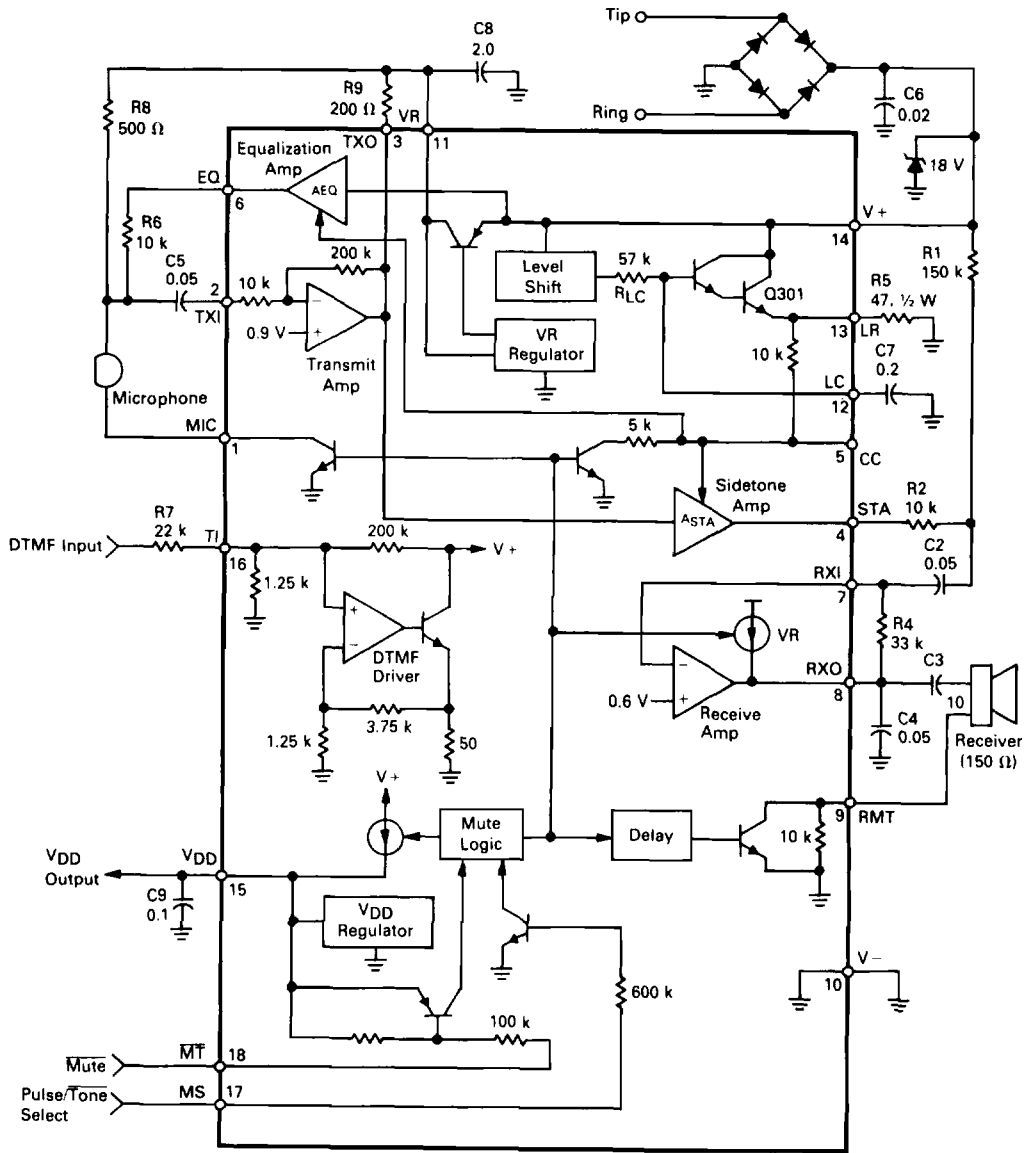 Tip
Ring
C8
2.0
C6
0.02
18 V
R9
200 Ω
R8
500 Ω
VR
TXO
3
11
Equalization
Amp
EQ
6
AEQ
R6
10 k
C5
0.05
2
TXI
10 k
200 k
0.9 V
−
+
Transmit
Amp
Level
Shift
57 k
RLC
Q301
VR
Regulator
V+
14
R1
150 k
R5
47, ½ W
13
LR
10 k
C7
0.2
LC
12
Microphone
MIC
1
5 k
5
CC
Sidetone
Amp
ASTA
STA
4
R2
10 k
C2
0.05
R7
22 k
DTMF Input
TI
16
1.25 k
200 k
V+
+
−
DTMF
Driver
3.75 k
1.25 k
50
RXI
7
VR
R4
33 k
RXO
8
−
+
0.6 V
Receive
Amp
C3
10
C4
0.05
Receiver
(150 Ω)
V+
Mute
Logic
Delay
9
RMT
10 k
VDD
Output
VDD
15
C9
0.1
VDD
Regulator
600 k
V−
10
100 k
Mute
MT
18
Pulse/Tone
Select
MS
17